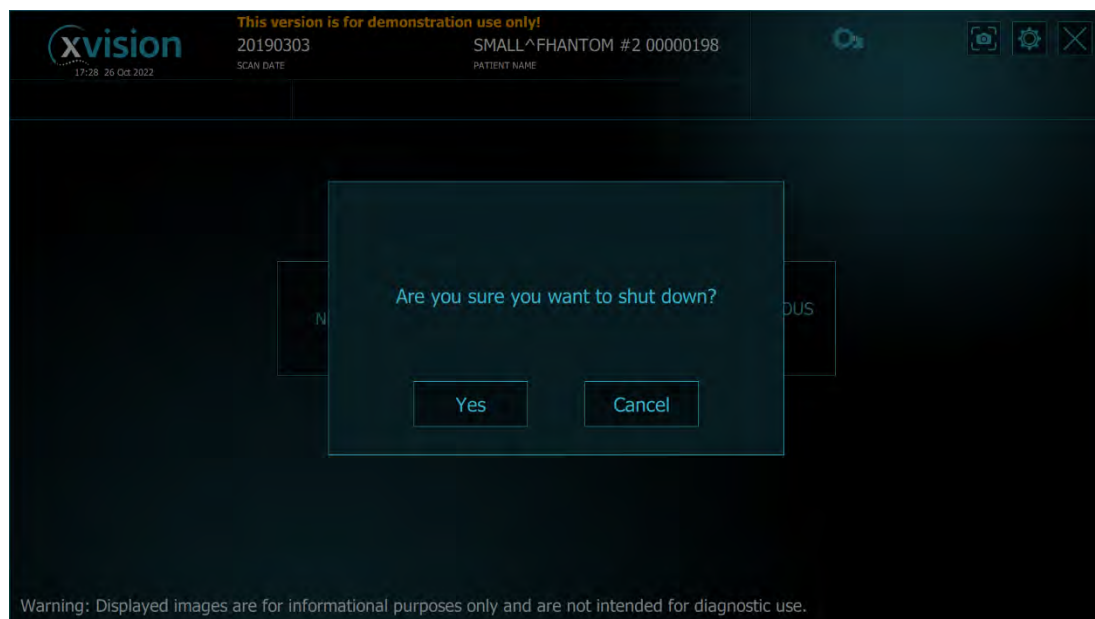 This version is for demonstration use only!
xvision
20190303
SMALL^FHANTOM #2 00000198
SCAN DATE
PATIENT NAME
17:28 26 Oct 2022
Are you sure you want to shut down?
Yes
Cancel
Warning: Displayed images are for informational purposes only and are not intended for diagnostic use.